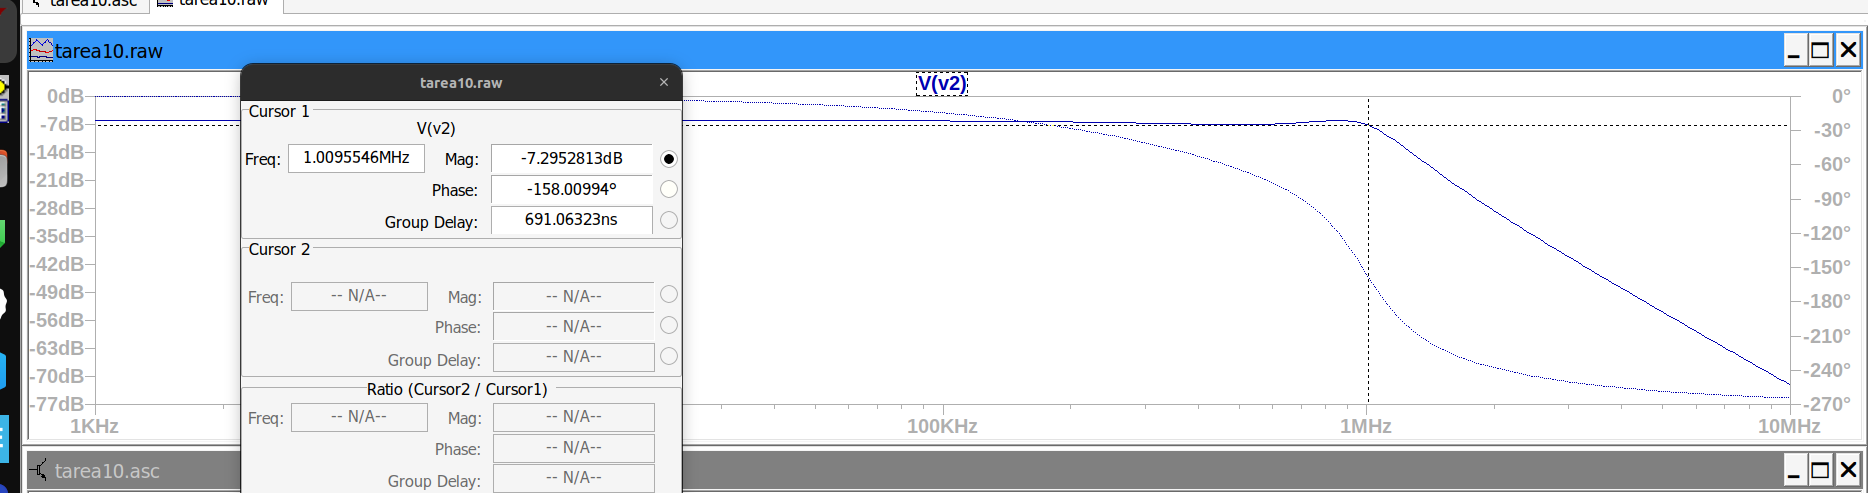 tarea10.asc
tarea10.raw
tarea10.raw
tarea10.raw
×
V(v2)
Cursor 1
V(v2)
Freq: 1.0095546MHz Mag: -7.2952813dB
Phase: -158.00994°
Group Delay: 691.06323ns
Cursor 2
Freq: -- N/A-- Mag: -- N/A--
Phase: -- N/A--
Group Delay: -- N/A--
Ratio (Cursor2 / Cursor1)
Freq: -- N/A-- Mag: -- N/A--
Phase: -- N/A--
Group Delay: -- N/A--
0dB
-7dB
-14dB
-21dB
-28dB
-35dB
-42dB
-49dB
-56dB
-63dB
-70dB
-77dB
0°
-30°
-60°
-90°
-120°
-150°
-180°
-210°
-240°
-270°
1KHz
100KHz
1MHz
10MHz
tarea10.asc